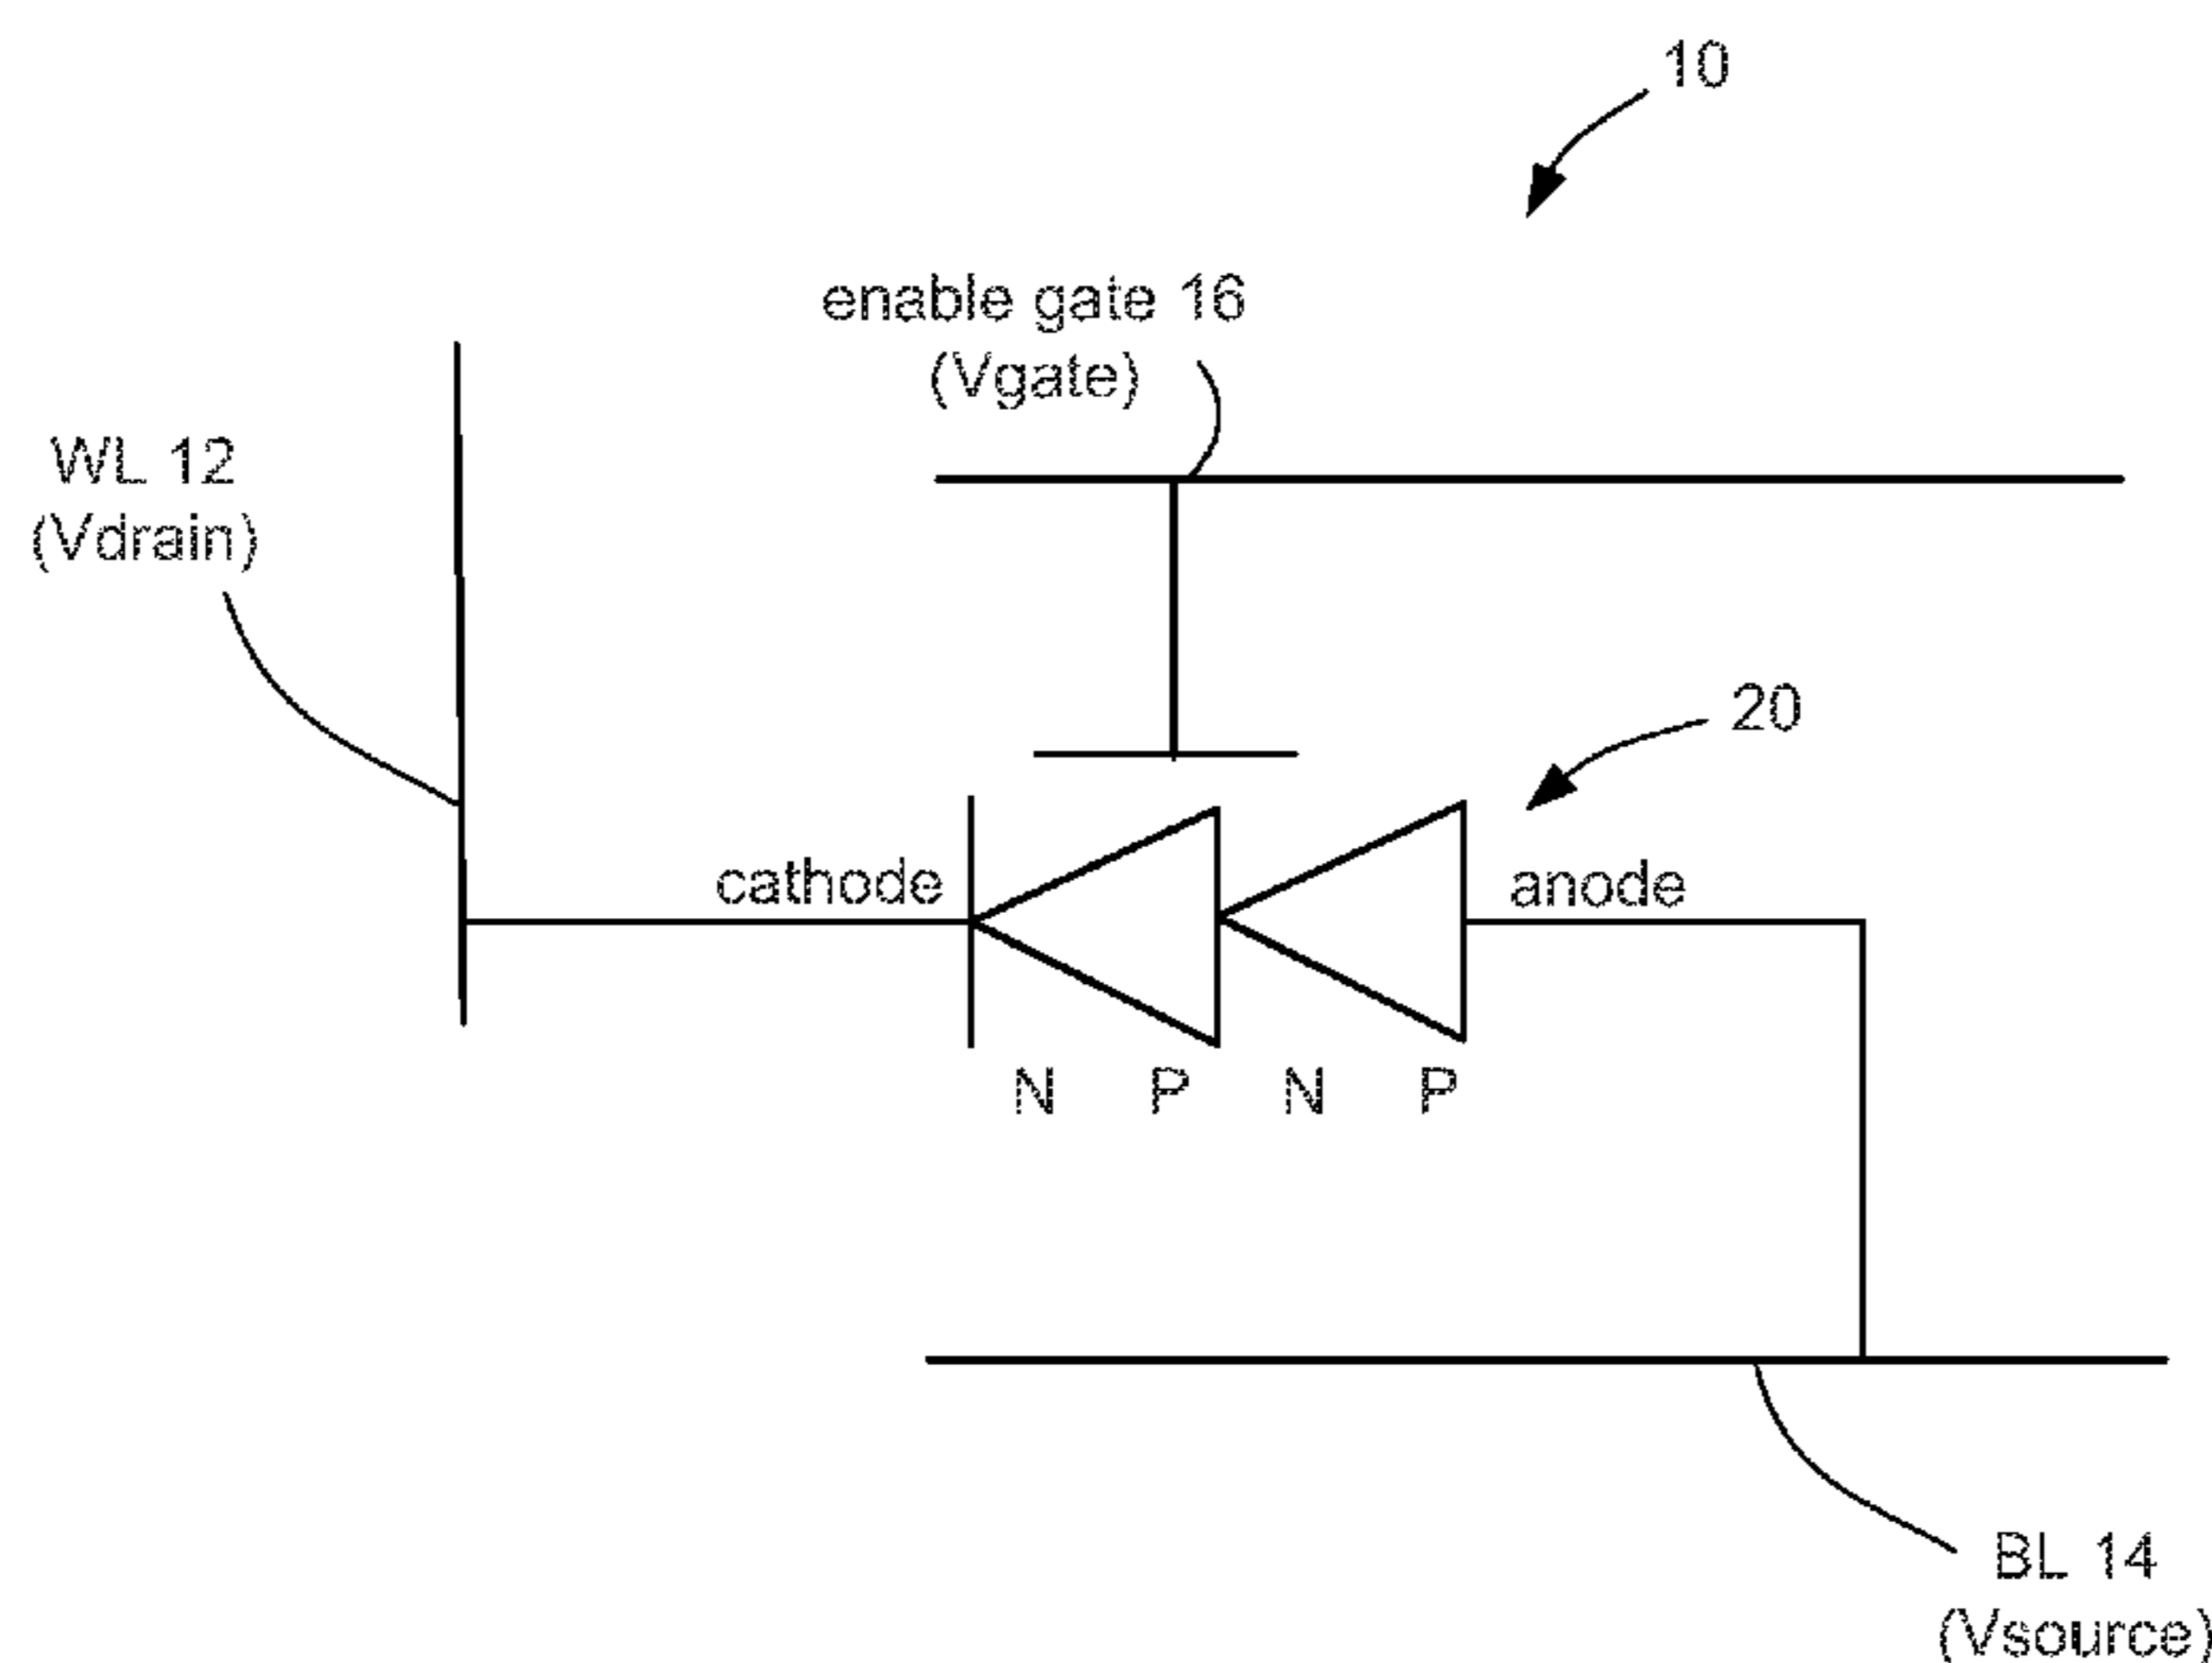 10
enable gate 16
(Vgate)
WL 12
(Vdrain)
20
cathode
anode
N P N P
BL 14
(Vsource)